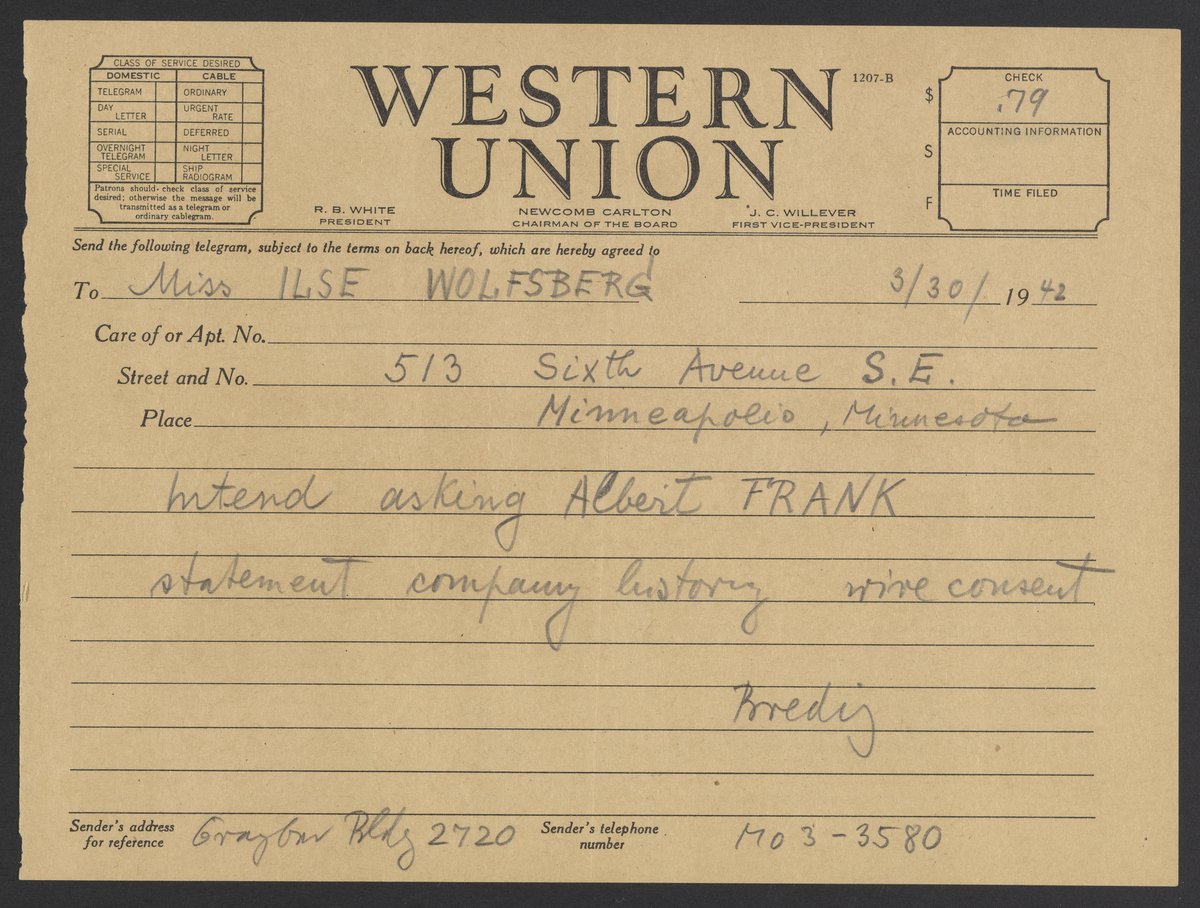 CLASS OF SERVICE DESIRED
DOMESTIC CABLE
TELEGRAM ORDINARY
DAY LETTER URGENT RATE
SERIAL DEFERRED
OVERNIGHT TELEGRAM NIGHT LETTER
SPECIAL SERVICE SHIP RADIOGRAM
Patrons should check class of service
desired; otherwise the message will be
transmitted as a telegram or
ordinary cablegram.
WESTERN
UNION
1207-B
R. B. WHITE
PRESIDENT
NEWCOMB CARLTON
CHAIRMAN OF THE BOARD
J. C. WILLEVER
FIRST VICE-PRESIDENT
$
S
F
CHECK
.79
ACCOUNTING INFORMATION
TIME FILED
Send the following telegram, subject to the terms on back hereof, which are hereby agreed to
To Miss ILSE WOLFSBERG 3/30/ 1942
Care of or Apt. No.
Street and No. 513 Sixth Avenue S.E.
Place Minneapolis, Minnesota
Intend asking Albert FRANK
statement company history wire consent
Bredig
Sender's address
for reference
Graybar Bldg 2720
Sender's telephone
number
MO 3-3580